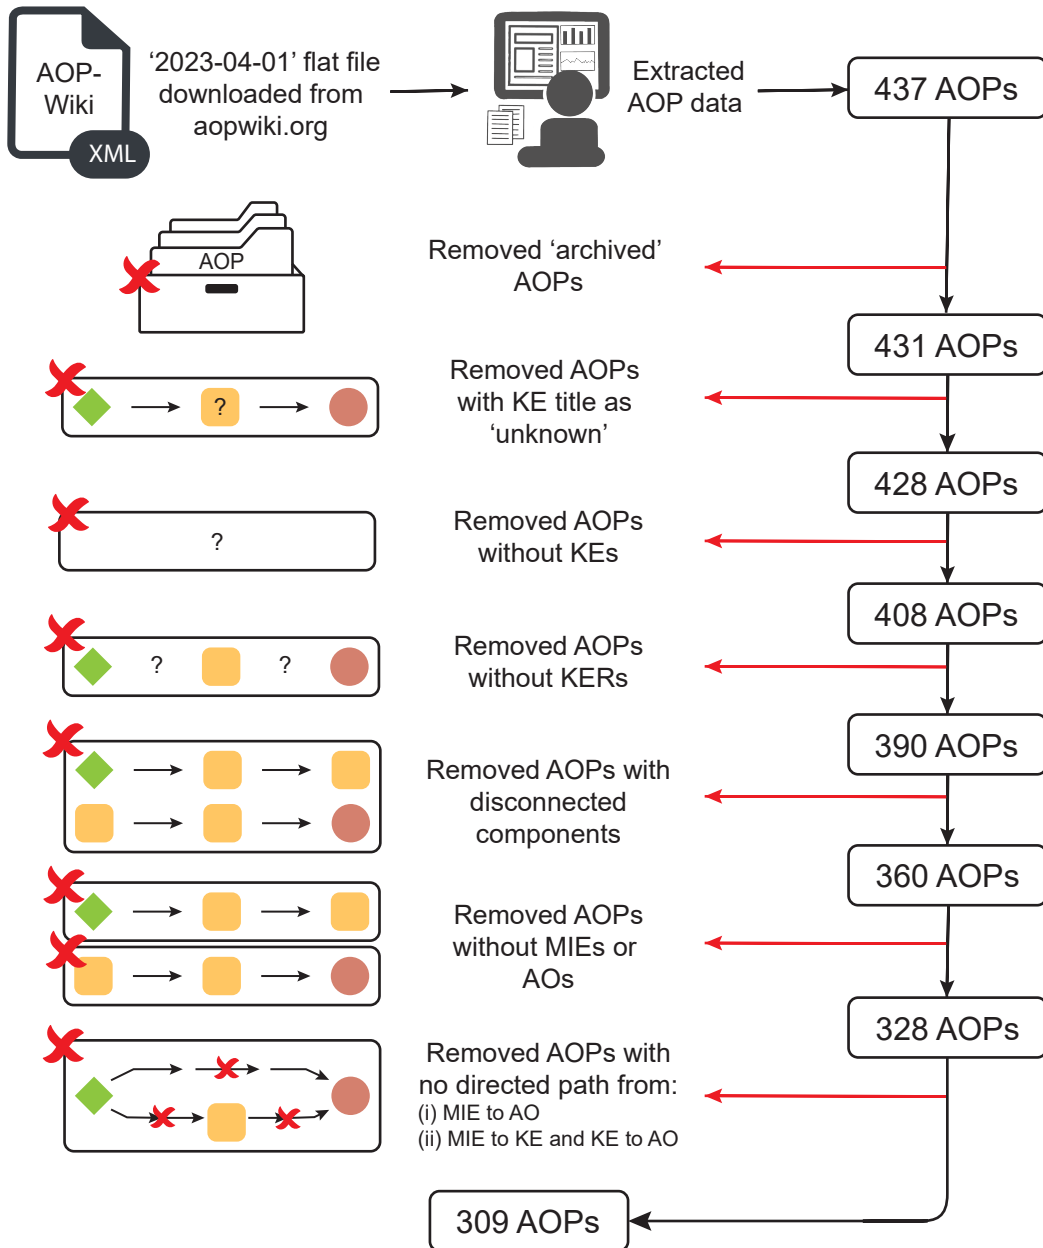 AOP-
Wiki
XML
‘2023-04-01’ flat file
downloaded from
aopwiki.org
Extracted
AOP data
437 AOPs
AOP
Removed ‘archived’
AOPs
431 AOPs
?
Removed AOPs
with KE title as
‘unknown’
428 AOPs
?
Removed AOPs
without KEs
408 AOPs
? ?
Removed AOPs
without KERs
390 AOPs
Removed AOPs with
disconnected
components
360 AOPs
Removed AOPs
without MIEs or
AOs
328 AOPs
Removed AOPs with
no directed path from:
(i) MIE to AO
(ii) MIE to KE and KE to AO
309 AOPs